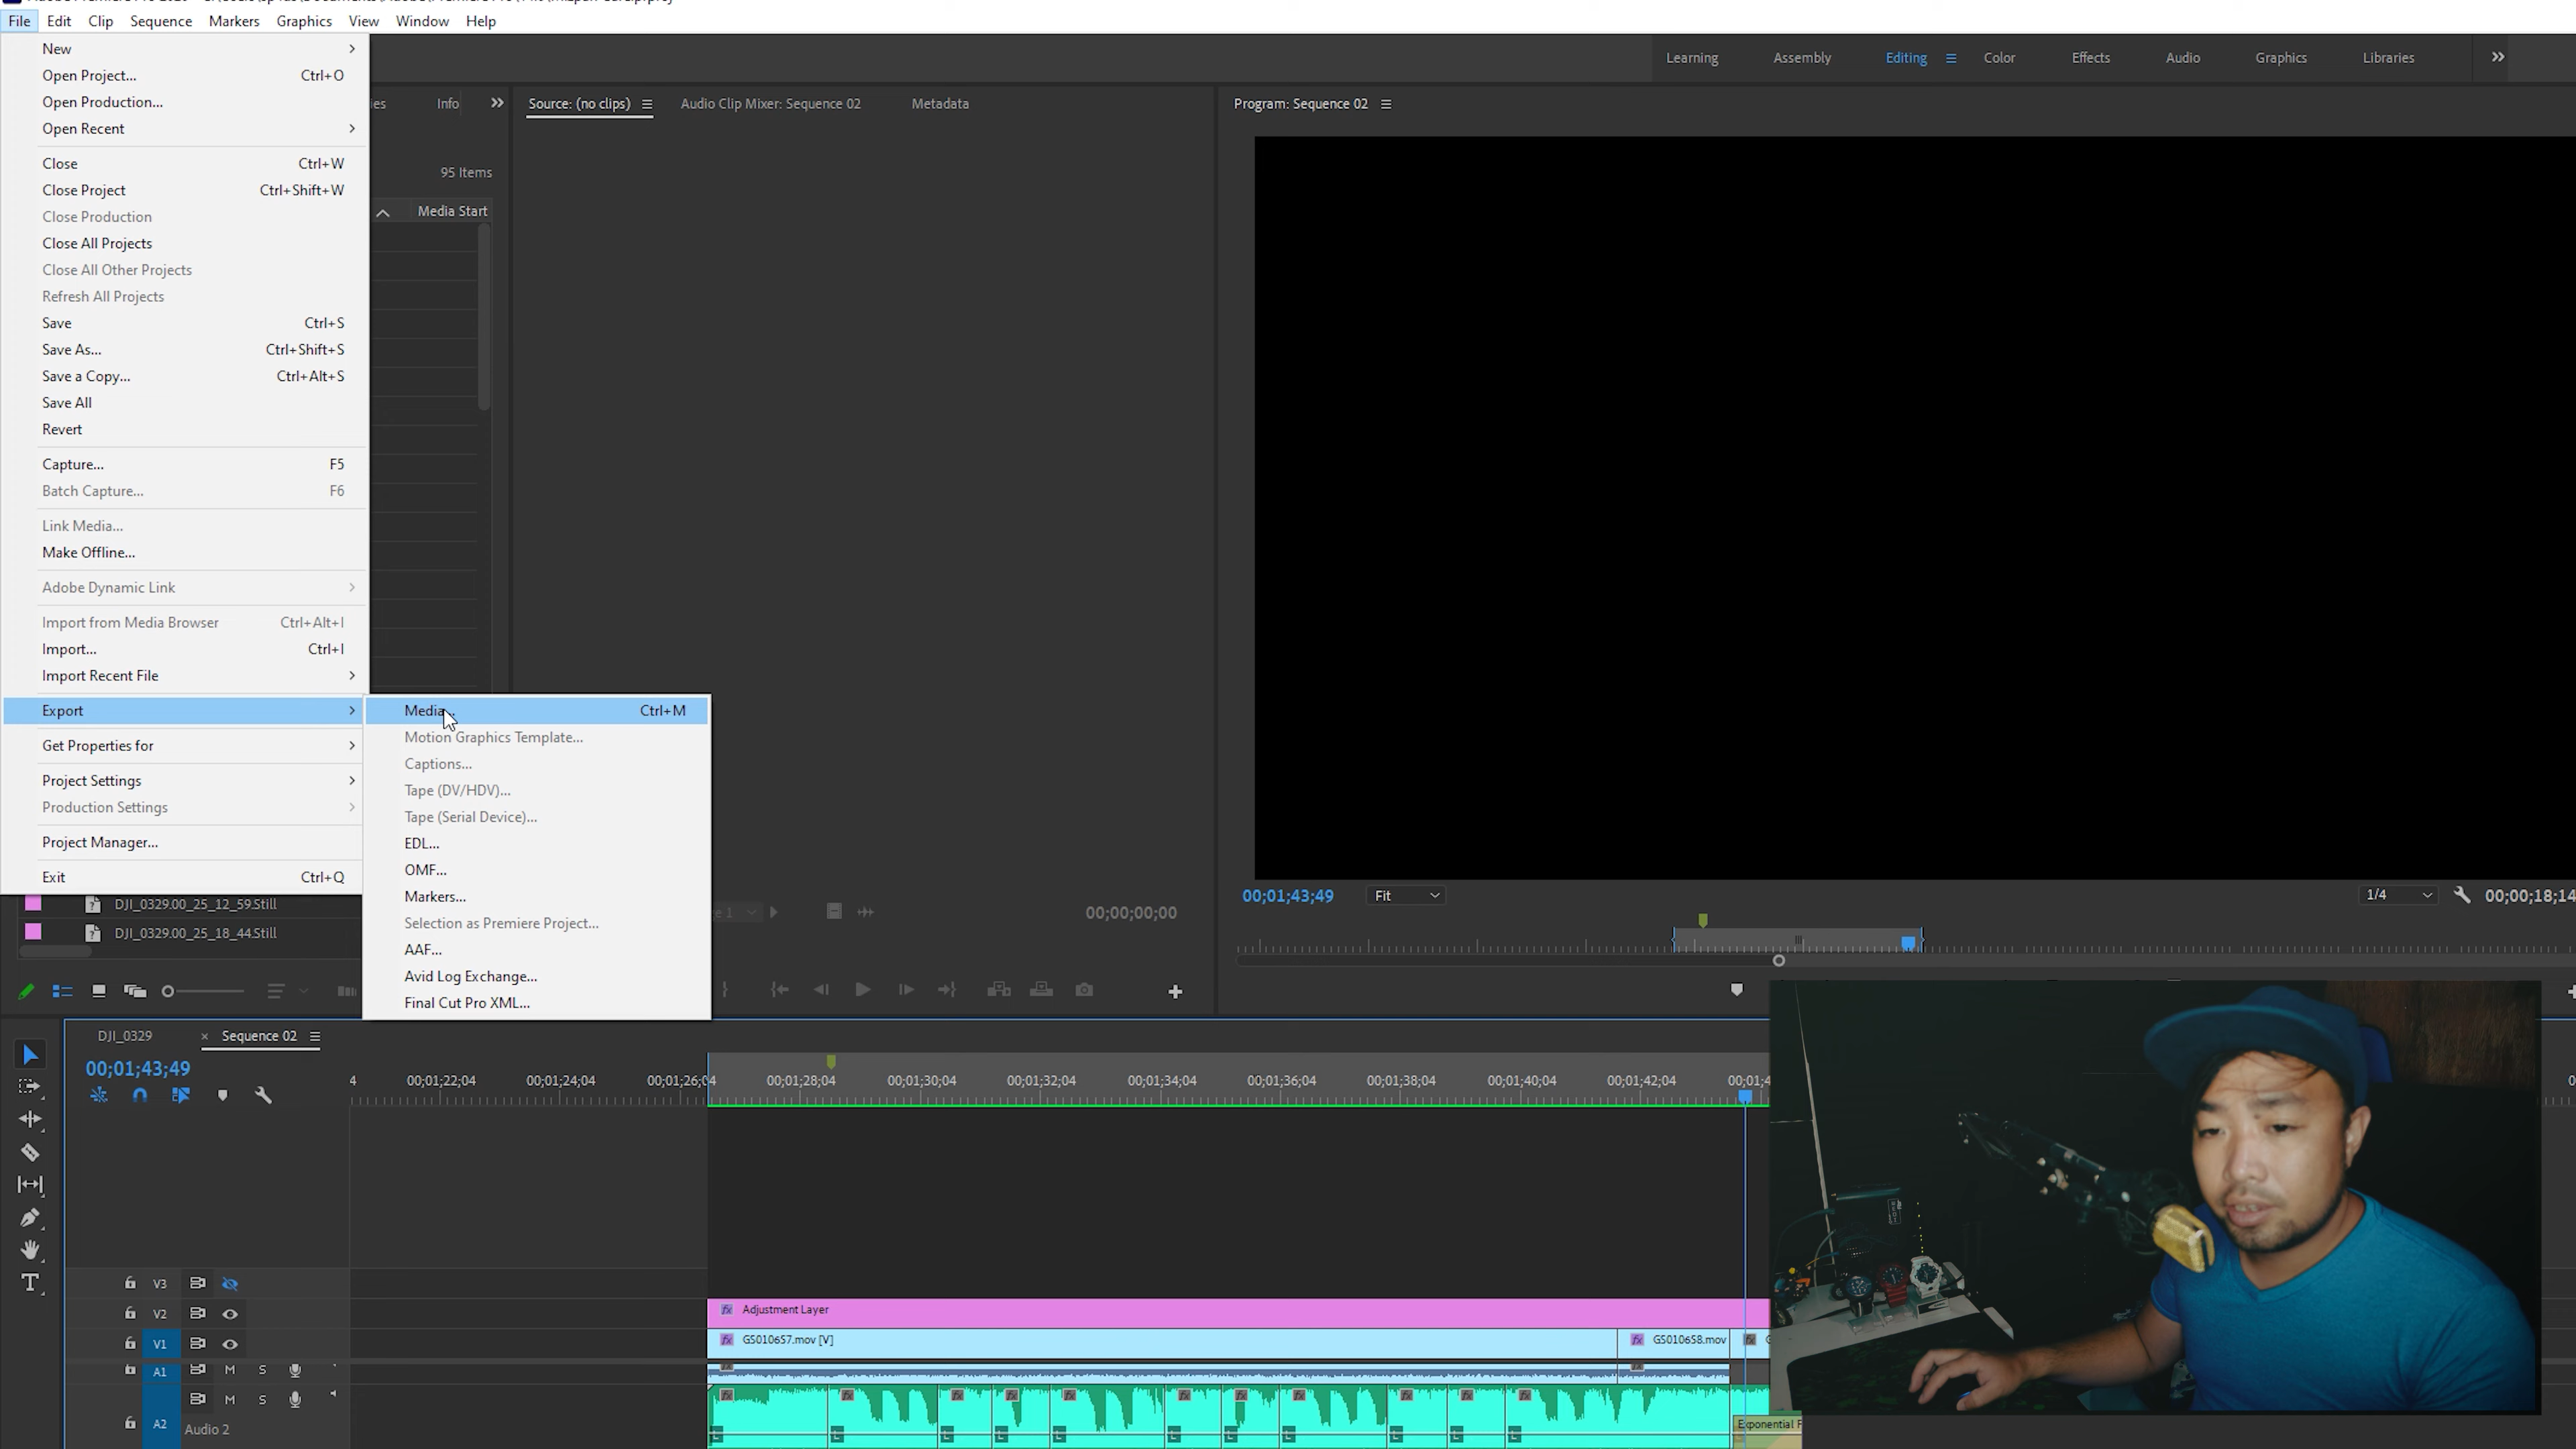 File Edit Clip Sequence Markers Graphics View Window Help
Learning Assembly Editing Color Effects Audio Graphics Libraries
New
Open Project... Ctrl+O
Open Production...
Open Recent
Close Ctrl+W
Close Project Ctrl+Shift+W
Close Production
Close All Projects
Close All Other Projects
Refresh All Projects
Save Ctrl+S
Save As... Ctrl+Shift+S
Save a Copy... Ctrl+Alt+S
Save All
Revert
Capture... F5
Batch Capture... F6
Link Media...
Make Offline...
Adobe Dynamic Link
Import from Media Browser Ctrl+Alt+I
Import... Ctrl+I
Import Recent File
Export
Get Properties for
Project Settings
Production Settings
Project Manager...
Exit Ctrl+Q
Media... Ctrl+M
Motion Graphics Template...
Captions...
Tape (DV/HDV)...
Tape (Serial Device)...
EDL...
OMF...
Markers...
Selection as Premiere Project...
AAF...
Avid Log Exchange...
Final Cut Pro XML...
Info
95 Items
Media Start
Source: (no clips) Audio Clip Mixer: Sequence 02 Metadata
Program: Sequence 02
DJI_0329.00_25_12_59.Still
DJI_0329.00_25_18_44.Still
00;00;00;00
00;01;43;49 Fit 1/4 00;00;18;14
DJI_0329 × Sequence 02
00;01;43;49
4 00;01;22;04 00;01;24;04 00;01;26;04 00;01;28;04 00;01;30;04 00;01;32;04 00;01;34;04 00;01;36;04 00;01;38;04 00;01;40;04 00;01;42;04 00;01;4
V3
V2 fx Adjustment Layer
V1 fx GS010657.mov [V] fx GS010658.mov
A1 M S
M S
A2 Audio 2
Exponential F